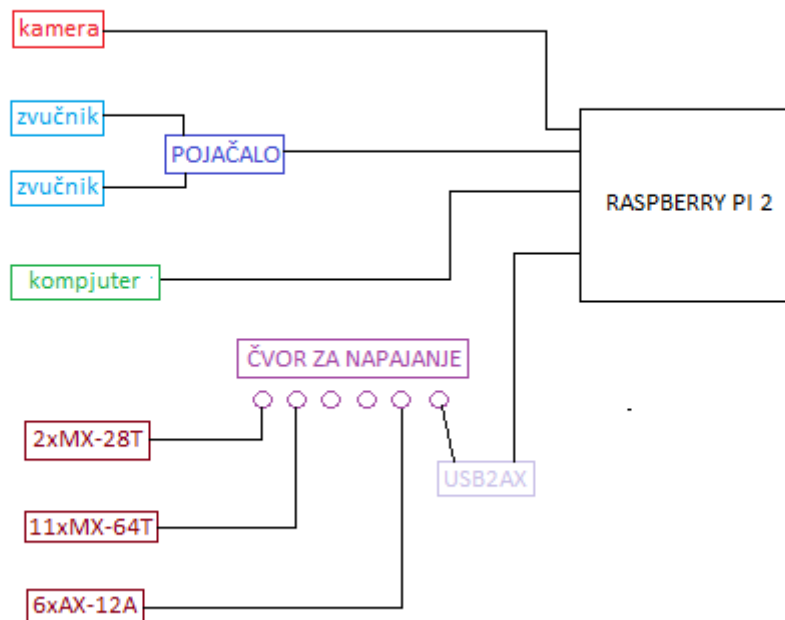 kamera
zvučnik
POJAČALO
zvučnik
RASPBERRY PI 2
kompjuter
ČVOR ZA NAPAJANJE
2xMX-28T
USB2AX
11xMX-64T
6xAX-12A